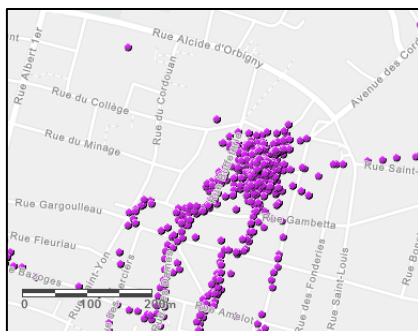 Rue Alcide d'Orbigny
Rue Albert 1er
Rue du Cordouan
Avenue des Cord
Rue du Collège
Rue du Minage
Rue Saint-
Rue Gargoulleau
Rue Gambetta
Rue Fleuriau
Rue Bazoges
Saint-Yon
Rue des Fonderies
Rue Saint-Louis
Rue Amelot
0 100 200m